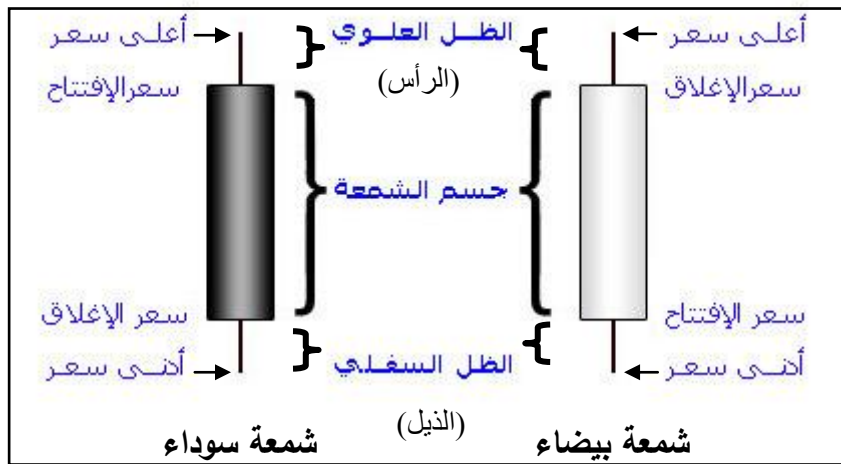 أعلى سعر
الظل العلوي
أعلى سعر
(الرأس)
سعرالإغلاق
سعرالإفتتاح
جسم الشمعة
سعر الإفتتاح
سعر الإغلاق
أدنى سعر
الظل السفلي
أدنى سعر
(الذيل)
شمعة بيضاء
شمعة سوداء